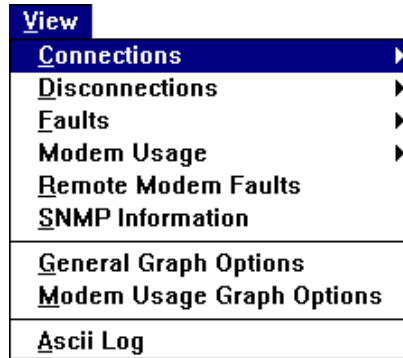 View
Connections
Disconnections
Faults
Modem Usage
Remote Modem Faults
SNMP Information
General Graph Options
Modem Usage Graph Options
Ascii Log